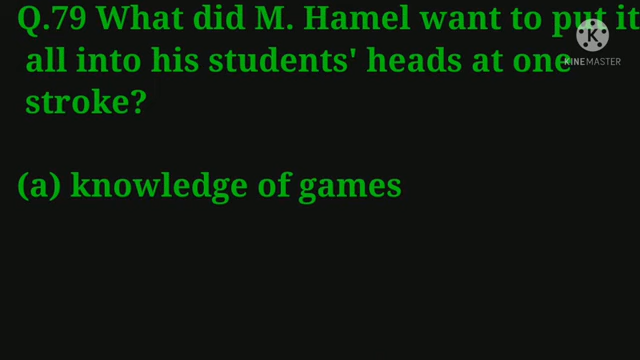 Q.79 What did M. Hamel want to put it
all into his students' heads at one
stroke?
(a) knowledge of games
K
KINEMASTER